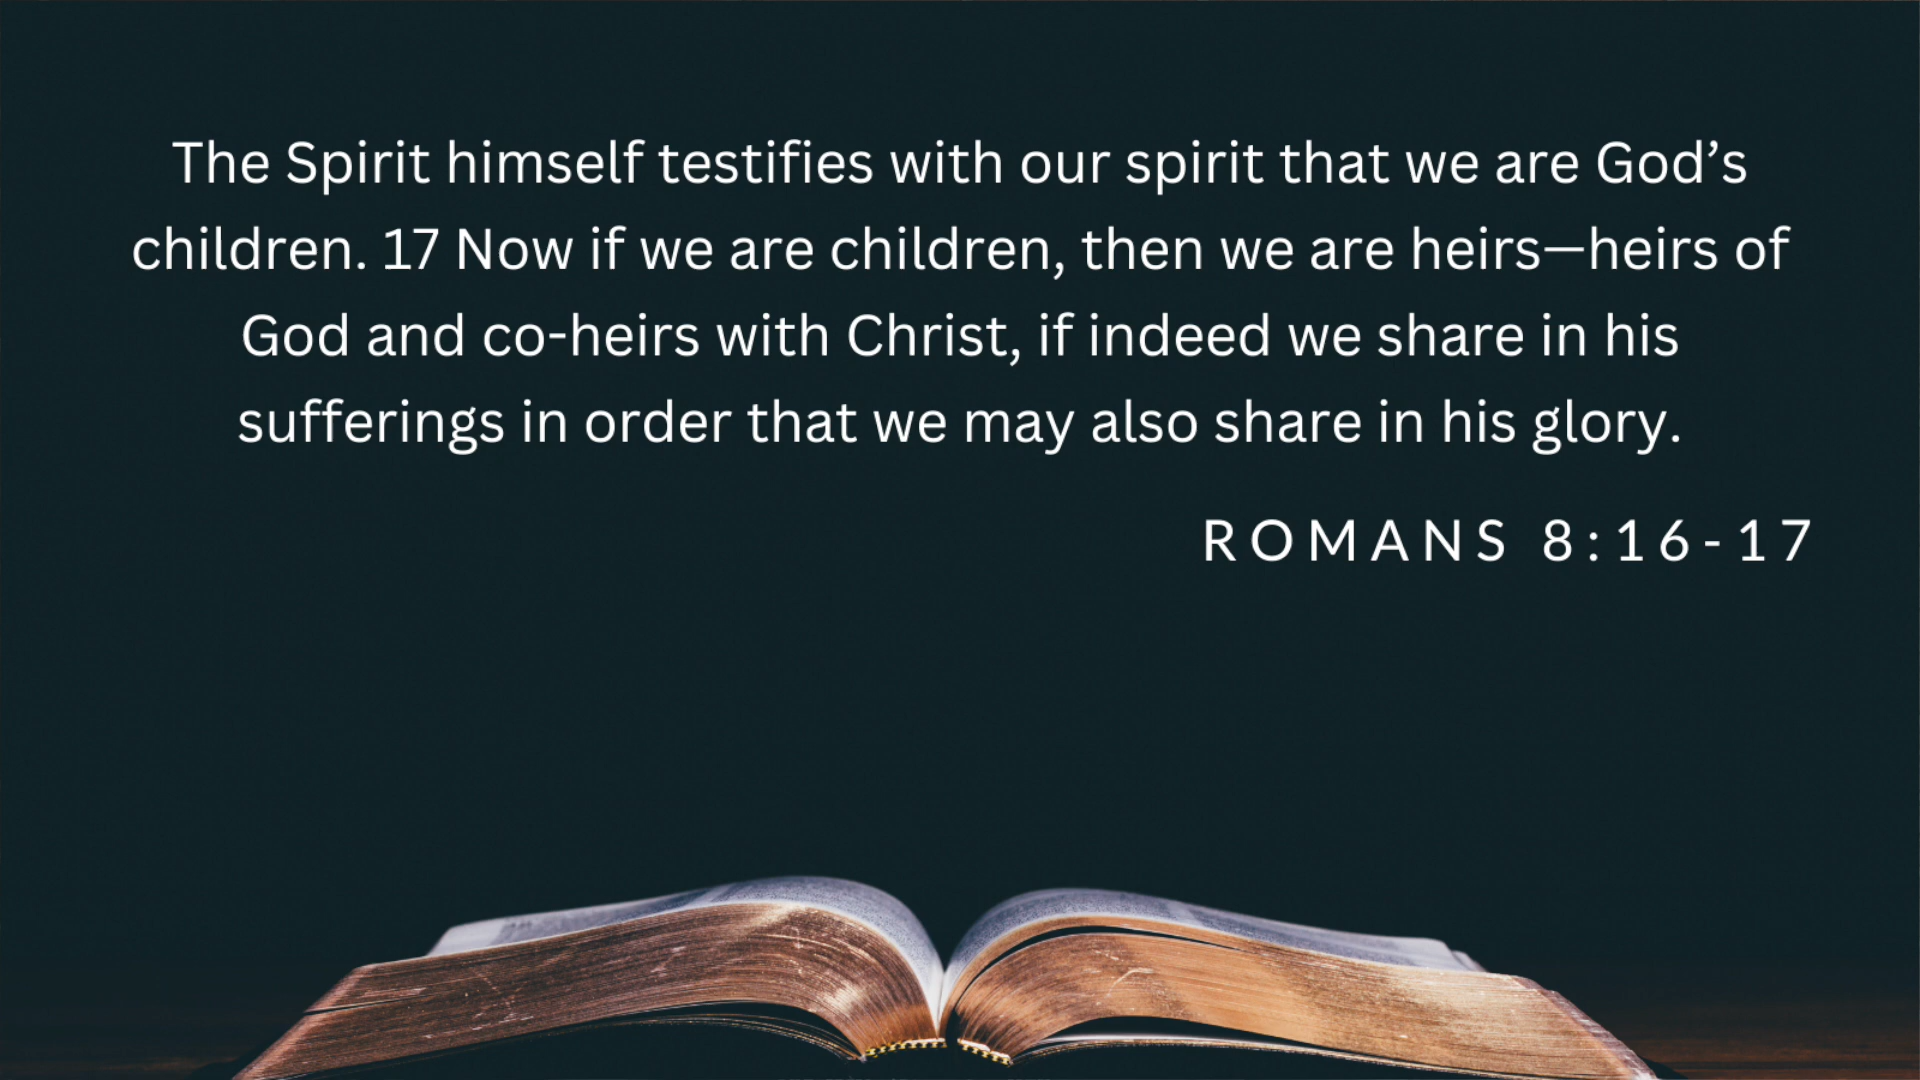 The Spirit himself testifies with our spirit that we are God’s
children. 17 Now if we are children, then we are heirs—heirs of
God and co-heirs with Christ, if indeed we share in his
sufferings in order that we may also share in his glory.
ROMANS 8:16-17